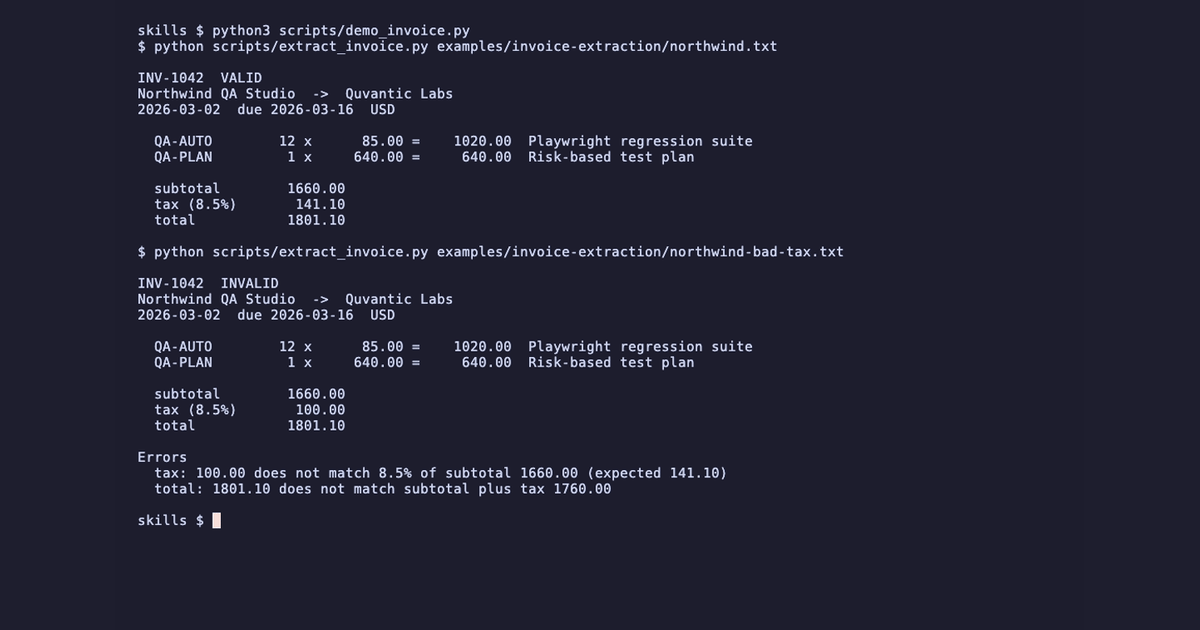 skills $ python3 scripts/demo_invoice.py
$ python scripts/extract_invoice.py examples/invoice-extraction/northwind.txt
INV-1042  VALID
Northwind QA Studio  ->  Quvantic Labs
2026-03-02  due 2026-03-16  USD
QA-AUTO        12 x      85.00 =    1020.00  Playwright regression suite
QA-PLAN         1 x     640.00 =     640.00  Risk-based test plan
subtotal        1660.00
tax (8.5%)       141.10
total           1801.10
$ python scripts/extract_invoice.py examples/invoice-extraction/northwind-bad-tax.txt
INV-1042  INVALID
Northwind QA Studio  ->  Quvantic Labs
2026-03-02  due 2026-03-16  USD
QA-AUTO        12 x      85.00 =    1020.00  Playwright regression suite
QA-PLAN         1 x     640.00 =     640.00  Risk-based test plan
subtotal        1660.00
tax (8.5%)       100.00
total           1801.10
Errors
tax: 100.00 does not match 8.5% of subtotal 1660.00 (expected 141.10)
total: 1801.10 does not match subtotal plus tax 1760.00
skills $